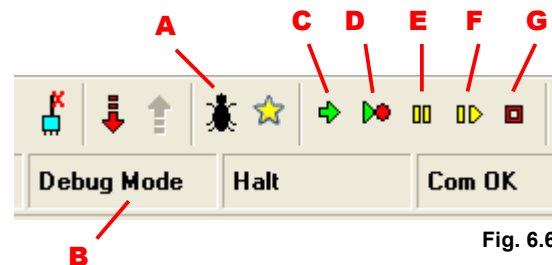 A C D E F G
Debug Mode Halt Com OK
B
Fig. 6.6